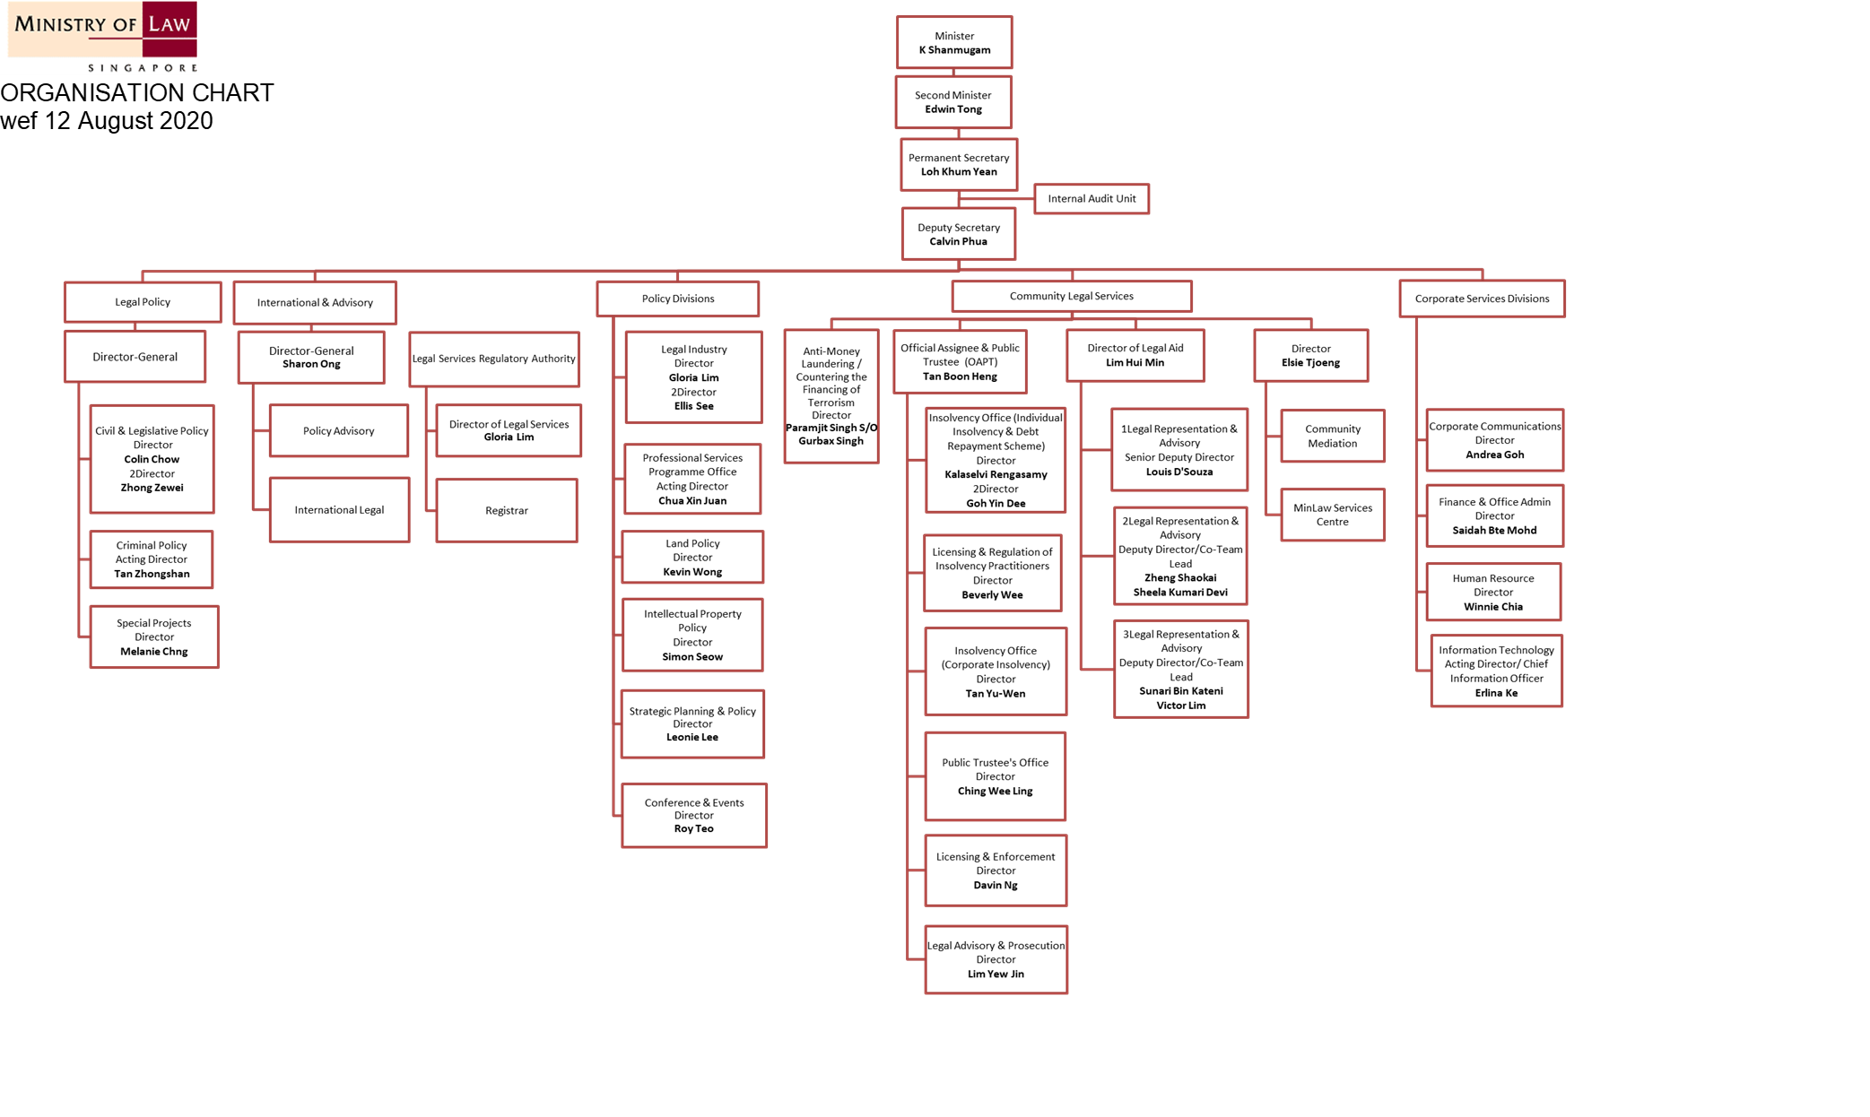 MINISTRY OF LAW
SINGAPORE
ORGANISATION CHART
wef 12 August 2020
Minister
K Shanmugam
Second Minister
Edwin Tong
Permanent Secretary
Loh Khum Yean
Internal Audit Unit
Deputy Secretary
Calvin Phua
Legal Policy
Director-General
Civil & Legislative Policy
Director
Colin Chow
2Director
Zhong Zewei
Criminal Policy
Acting Director
Tan Zhongshan
Special Projects
Director
Melanie Chng
International & Advisory
Director-General
Sharon Ong
Policy Advisory
International Legal
Legal Services Regulatory Authority
Director of Legal Services
Gloria Lim
Registrar
Policy Divisions
Legal Industry
Director
Gloria Lim
2Director
Ellis See
Professional Services
Programme Office
Acting Director
Chua Xin Juan
Land Policy
Director
Kevin Wong
Intellectual Property
Policy
Director
Simon Seow
Strategic Planning & Policy
Director
Leonie Lee
Conference & Events
Director
Roy Teo
Community Legal Services
Anti-Money
Laundering /
Countering the
Financing of
Terrorism
Director
Paramjit Singh S/O
Gurbax Singh
Official Assignee & Public
Trustee (OAPT)
Tan Boon Heng
Insolvency Office (Individual
Insolvency & Debt
Repayment Scheme)
Director
Kalaselvi Rengasamy
2Director
Goh Yin Dee
Licensing & Regulation of
Insolvency Practitioners
Director
Beverly Wee
Insolvency Office
(Corporate Insolvency)
Director
Tan Yu-Wen
Public Trustee's Office
Director
Ching Wee Ling
Licensing & Enforcement
Director
Davin Ng
Legal Advisory & Prosecution
Director
Lim Yew Jin
Director of Legal Aid
Lim Hui Min
1Legal Representation &
Advisory
Senior Deputy Director
Louis D'Souza
2Legal Representation &
Advisory
Deputy Director/Co-Team
Lead
Zheng Shaokai
Sheela Kumari Devi
3Legal Representation &
Advisory
Deputy Director/Co-Team
Lead
Sunari Bin Kateni
Victor Lim
Director
Elsie Tjoeng
Community
Mediation
MinLaw Services
Centre
Corporate Services Divisions
Corporate Communications
Director
Andrea Goh
Finance & Office Admin
Director
Saidah Bte Mohd
Human Resource
Director
Winnie Chia
Information Technology
Acting Director/ Chief
Information Officer
Erlina Ke